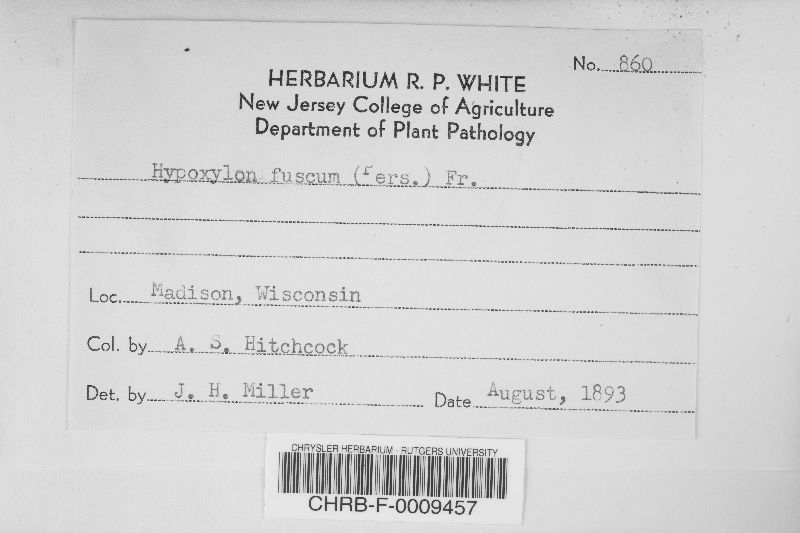 No. 860
HERBARIUM R. P. WHITE
New Jersey College of Agriculture
Department of Plant Pathology
Hypoxylon fuscum (Pers.) Fr.
Loc. Madison, Wisconsin
Col. by A. S. Hitchcock
Det. by J. H. Miller Date August, 1893
CHRYSLER HERBARIUM - RUTGERS UNIVERSITY
CHRB-F-0009457